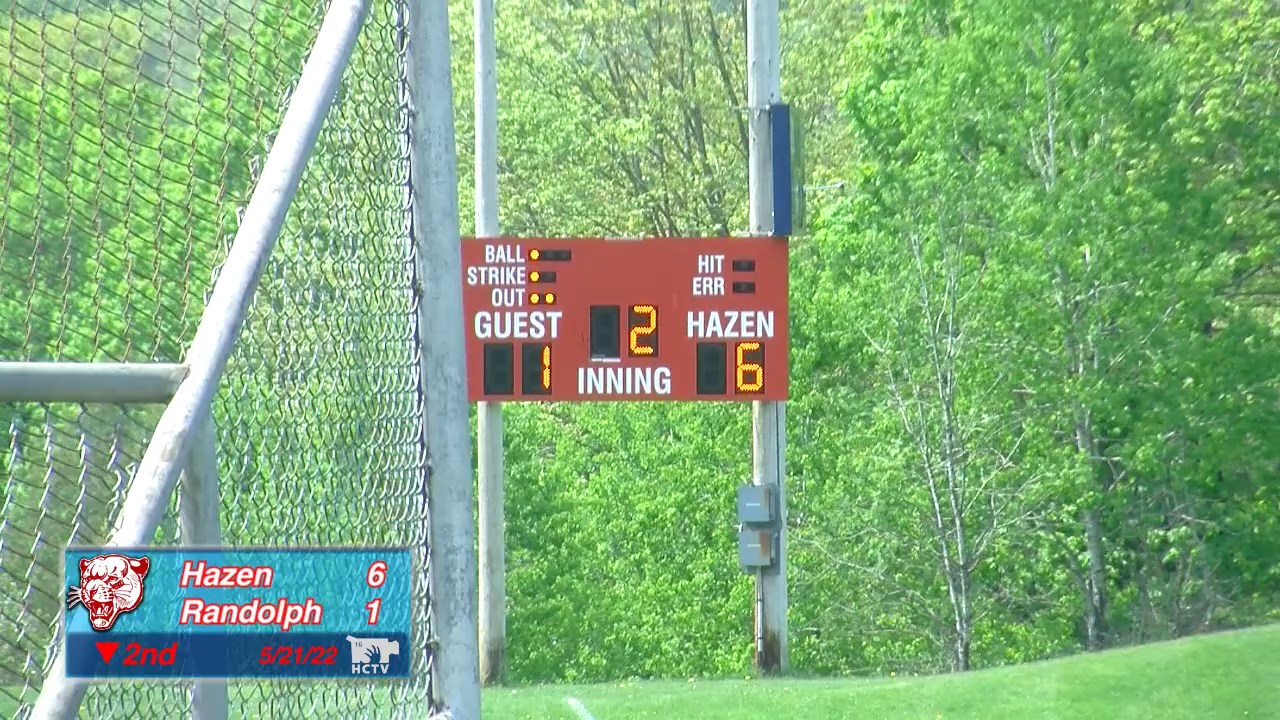 BALL
STRIKE
OUT
HIT
ERR
GUEST
2
HAZEN
1
INNING
6
Hazen 6
Randolph 1
▼2nd 5/21/22
16
HCTV